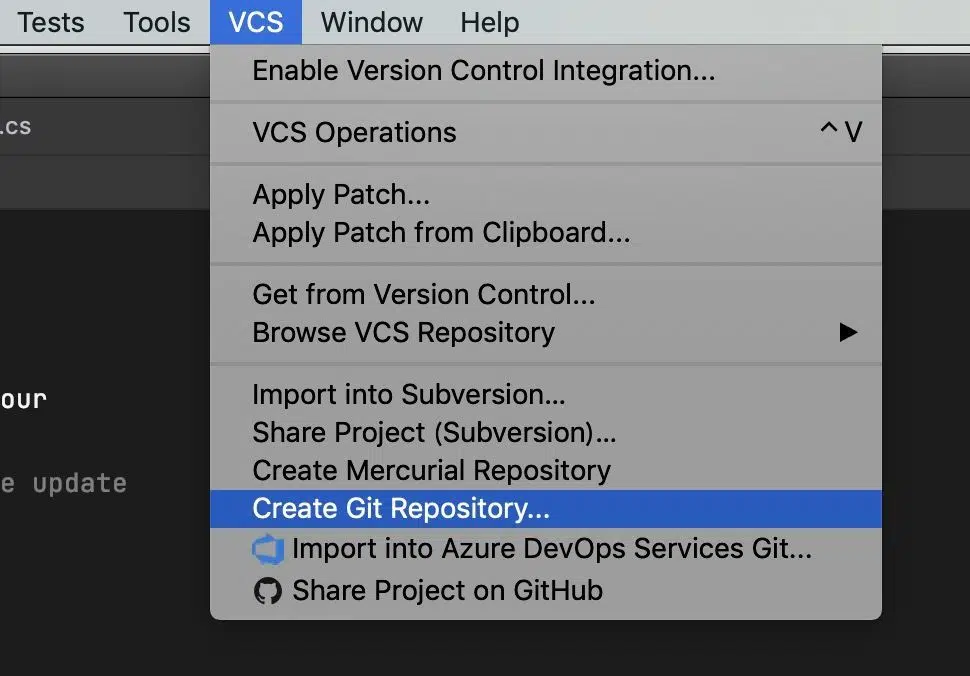 Tests Tools VCS Window Help
Enable Version Control Integration...
.cs
VCS Operations ^ V
Apply Patch...
Apply Patch from Clipboard...
Get from Version Control...
Browse VCS Repository
Import into Subversion...
our
Share Project (Subversion)...
Create Mercurial Repository
e update
Create Git Repository...
Import into Azure DevOps Services Git...
Share Project on GitHub